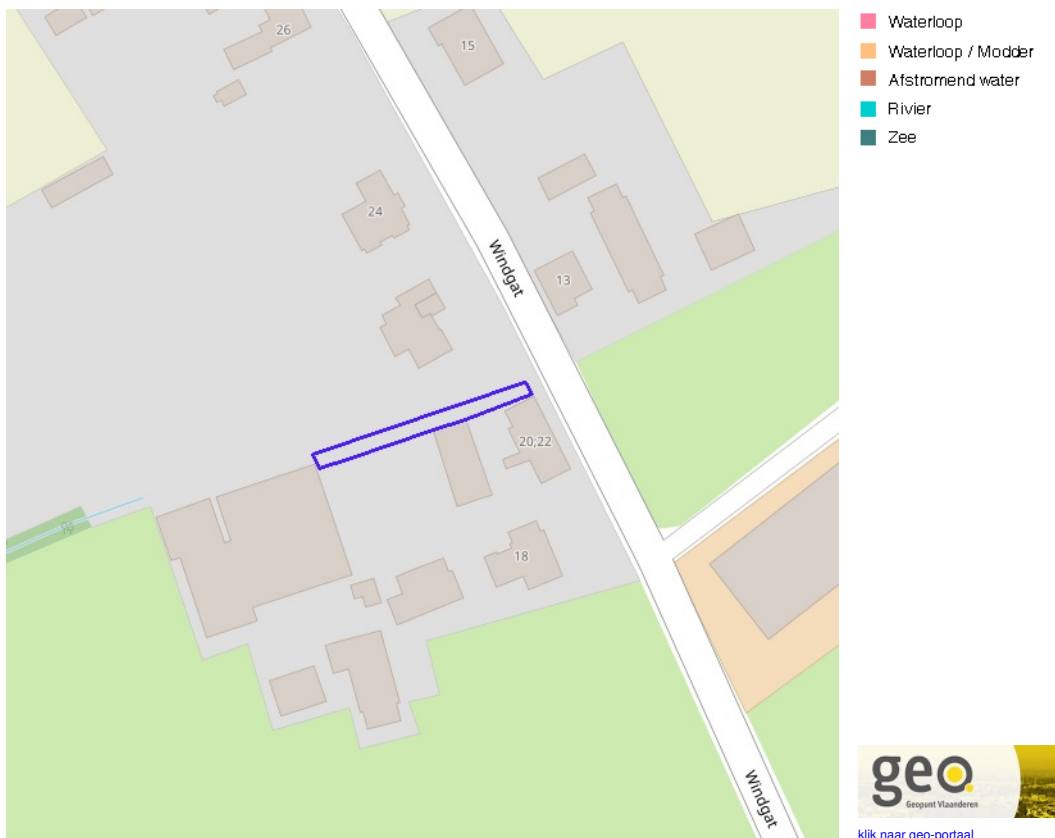 26
15
24
Windgat
13
20;22
18
Windgat
Waterloop
Waterloop / Modder
Afstromend water
Rivier
Zee
geo
Geopunt Vlaanderen
klik naar geo-portaal